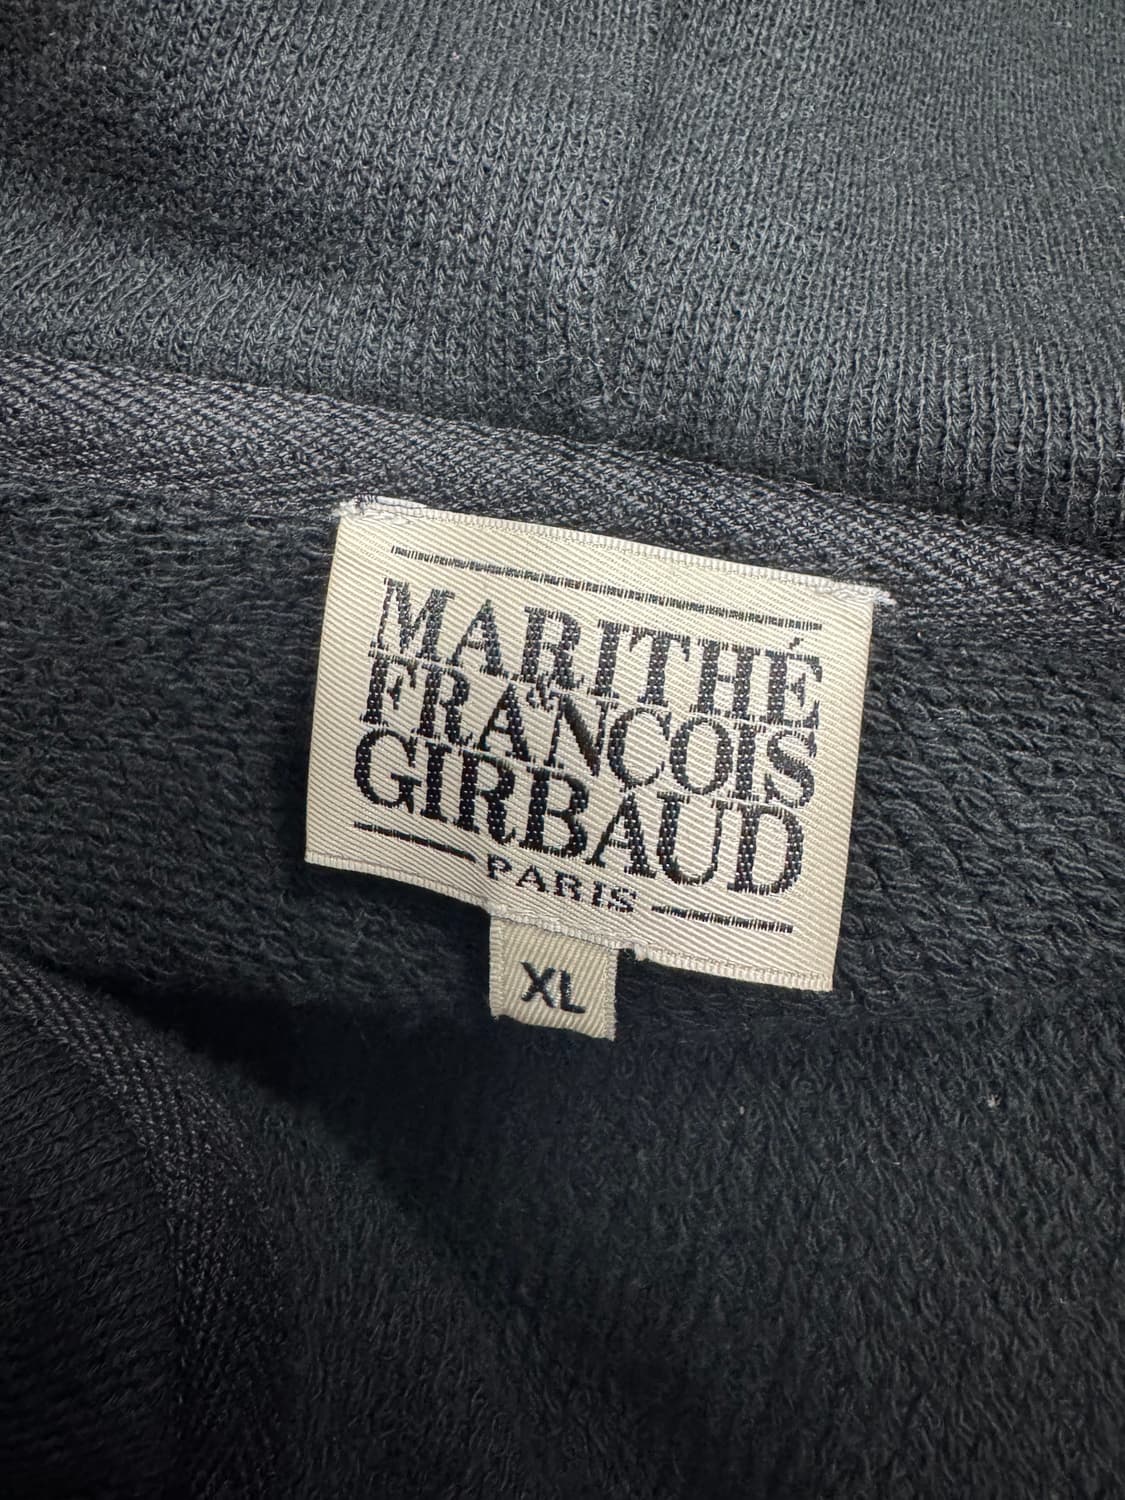 MARITHÉ
&
FRANÇOIS
GIRBAUD
PARIS
XL